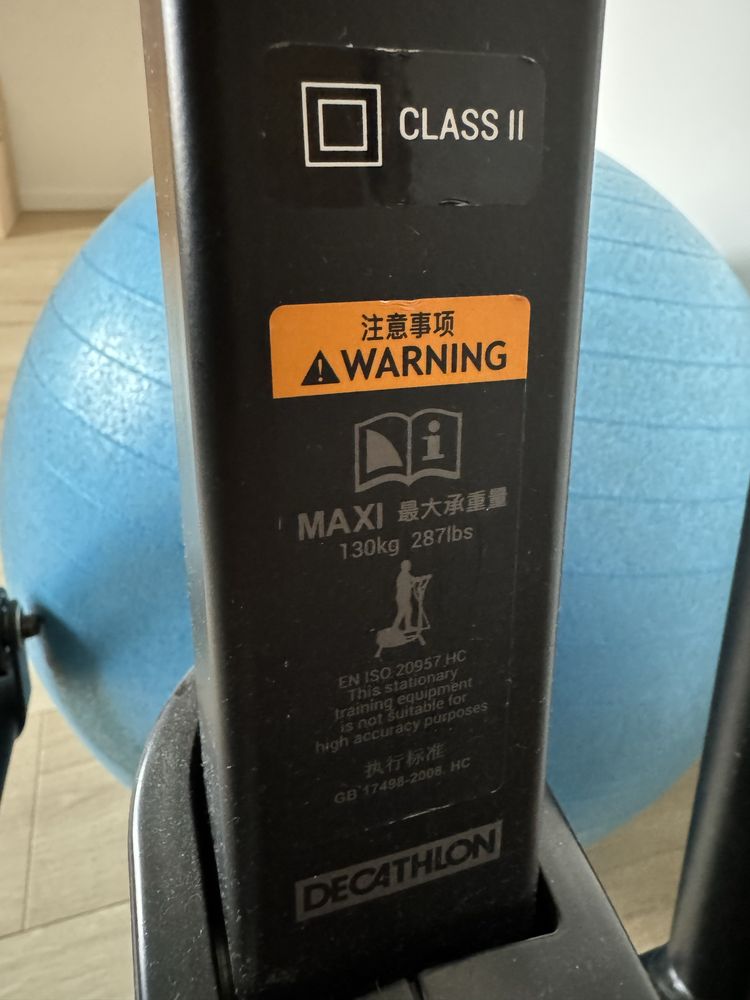 CLASS II
注意事项
WARNING
MAXI 最大承重量
130kg 287lbs
EN ISO 20957 HC
This stationary
training equipment
is not suitable for
high accuracy purposes
执行标准
GB 17498-2008. HC
DECATHLON